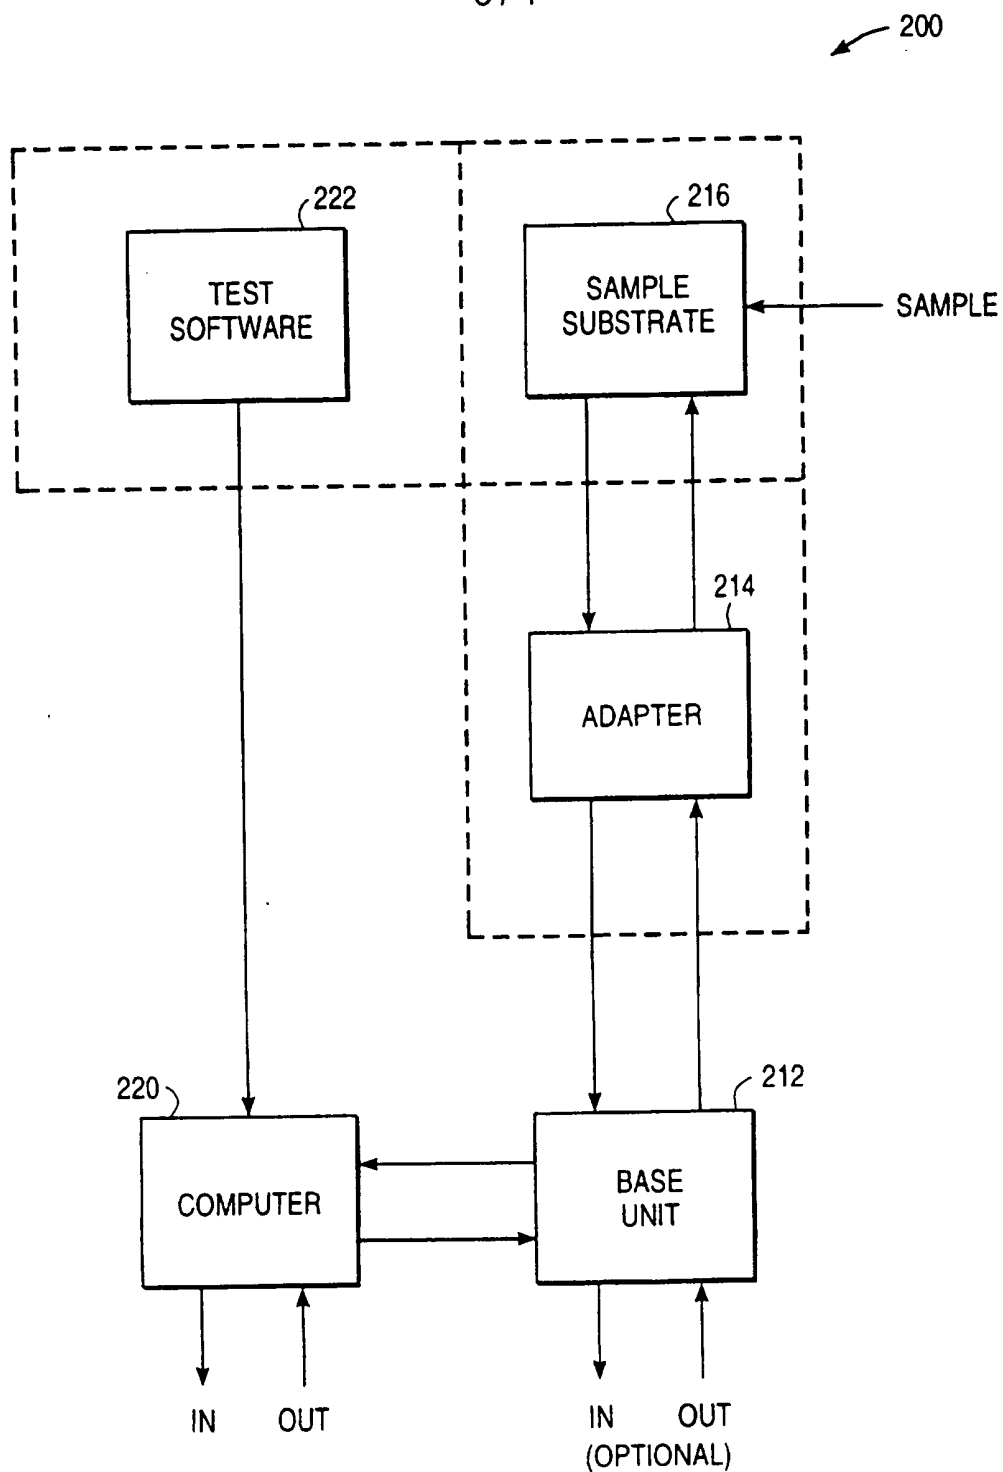 200
222
216
TEST
SOFTWARE
SAMPLE
SUBSTRATE
SAMPLE
214
ADAPTER
220
212
COMPUTER
BASE
UNIT
IN OUT
IN OUT
(OPTIONAL)